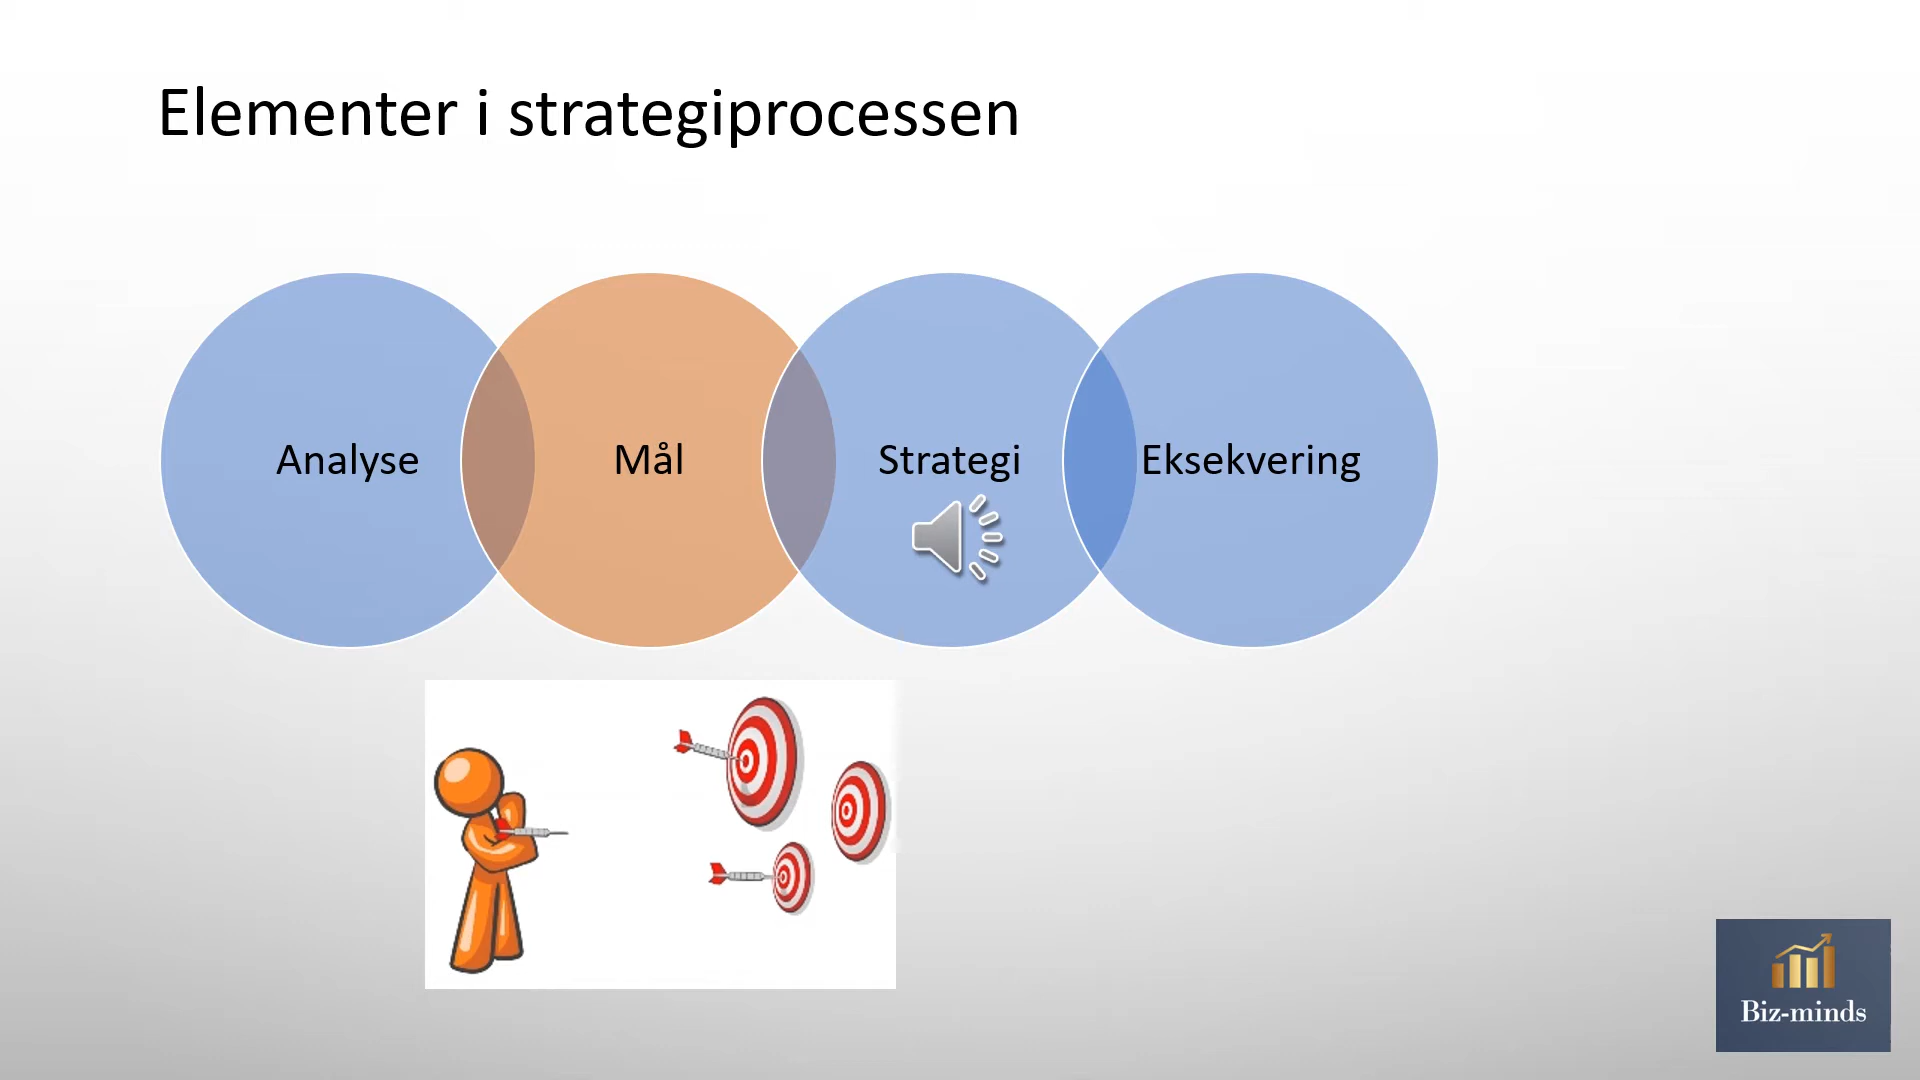 Elementer i strategiprocessen
Analyse
Mål
Strategi
Eksekvering
Biz-minds